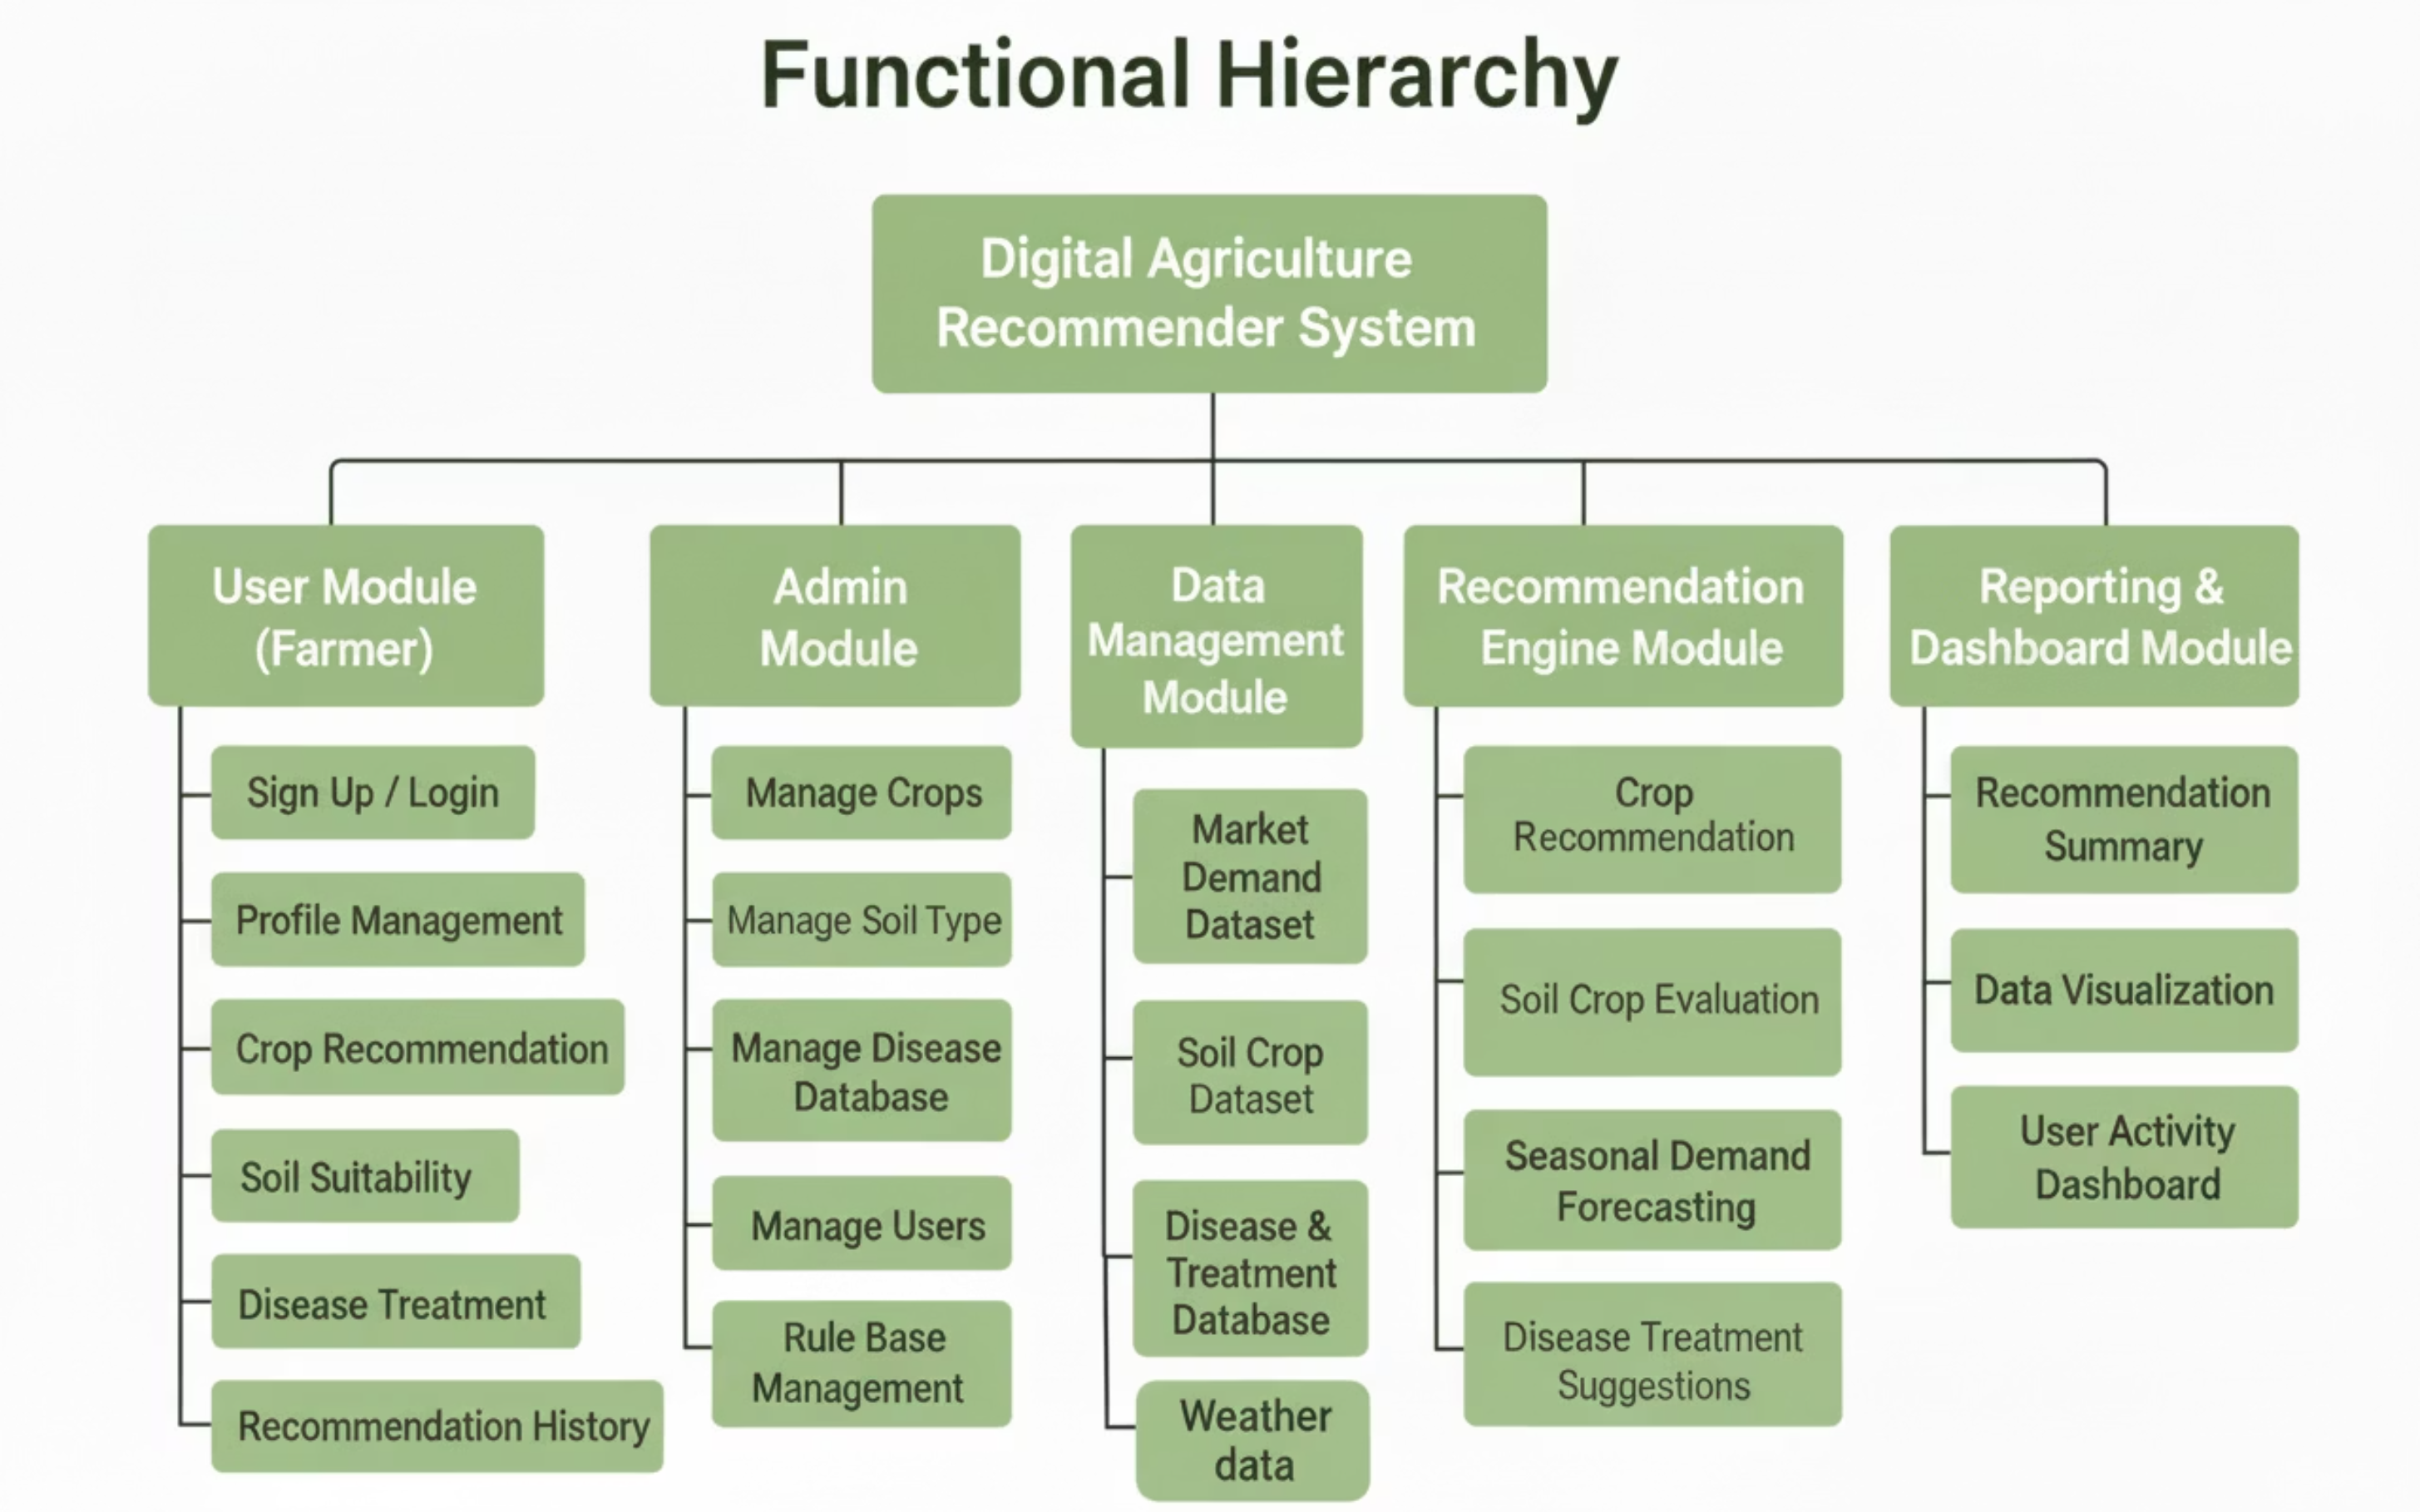 Functional Hierarchy
Digital Agriculture
Recommender System
User Module
(Farmer)
Sign Up / Login
Profile Management
Crop Recommendation
Soil Suitability
Disease Treatment
Recommendation History
Admin
Module
Manage Crops
Manage Soil Type
Manage Disease
Database
Manage Users
Rule Base
Management
Data
Management
Module
Market
Demand
Dataset
Soil Crop
Dataset
Disease &
Treatment
Database
Weather
data
Recommendation
Engine Module
Crop
Recommendation
Soil Crop Evaluation
Seasonal Demand
Forecasting
Disease Treatment
Suggestions
Reporting &
Dashboard Module
Recommendation
Summary
Data Visualization
User Activity
Dashboard